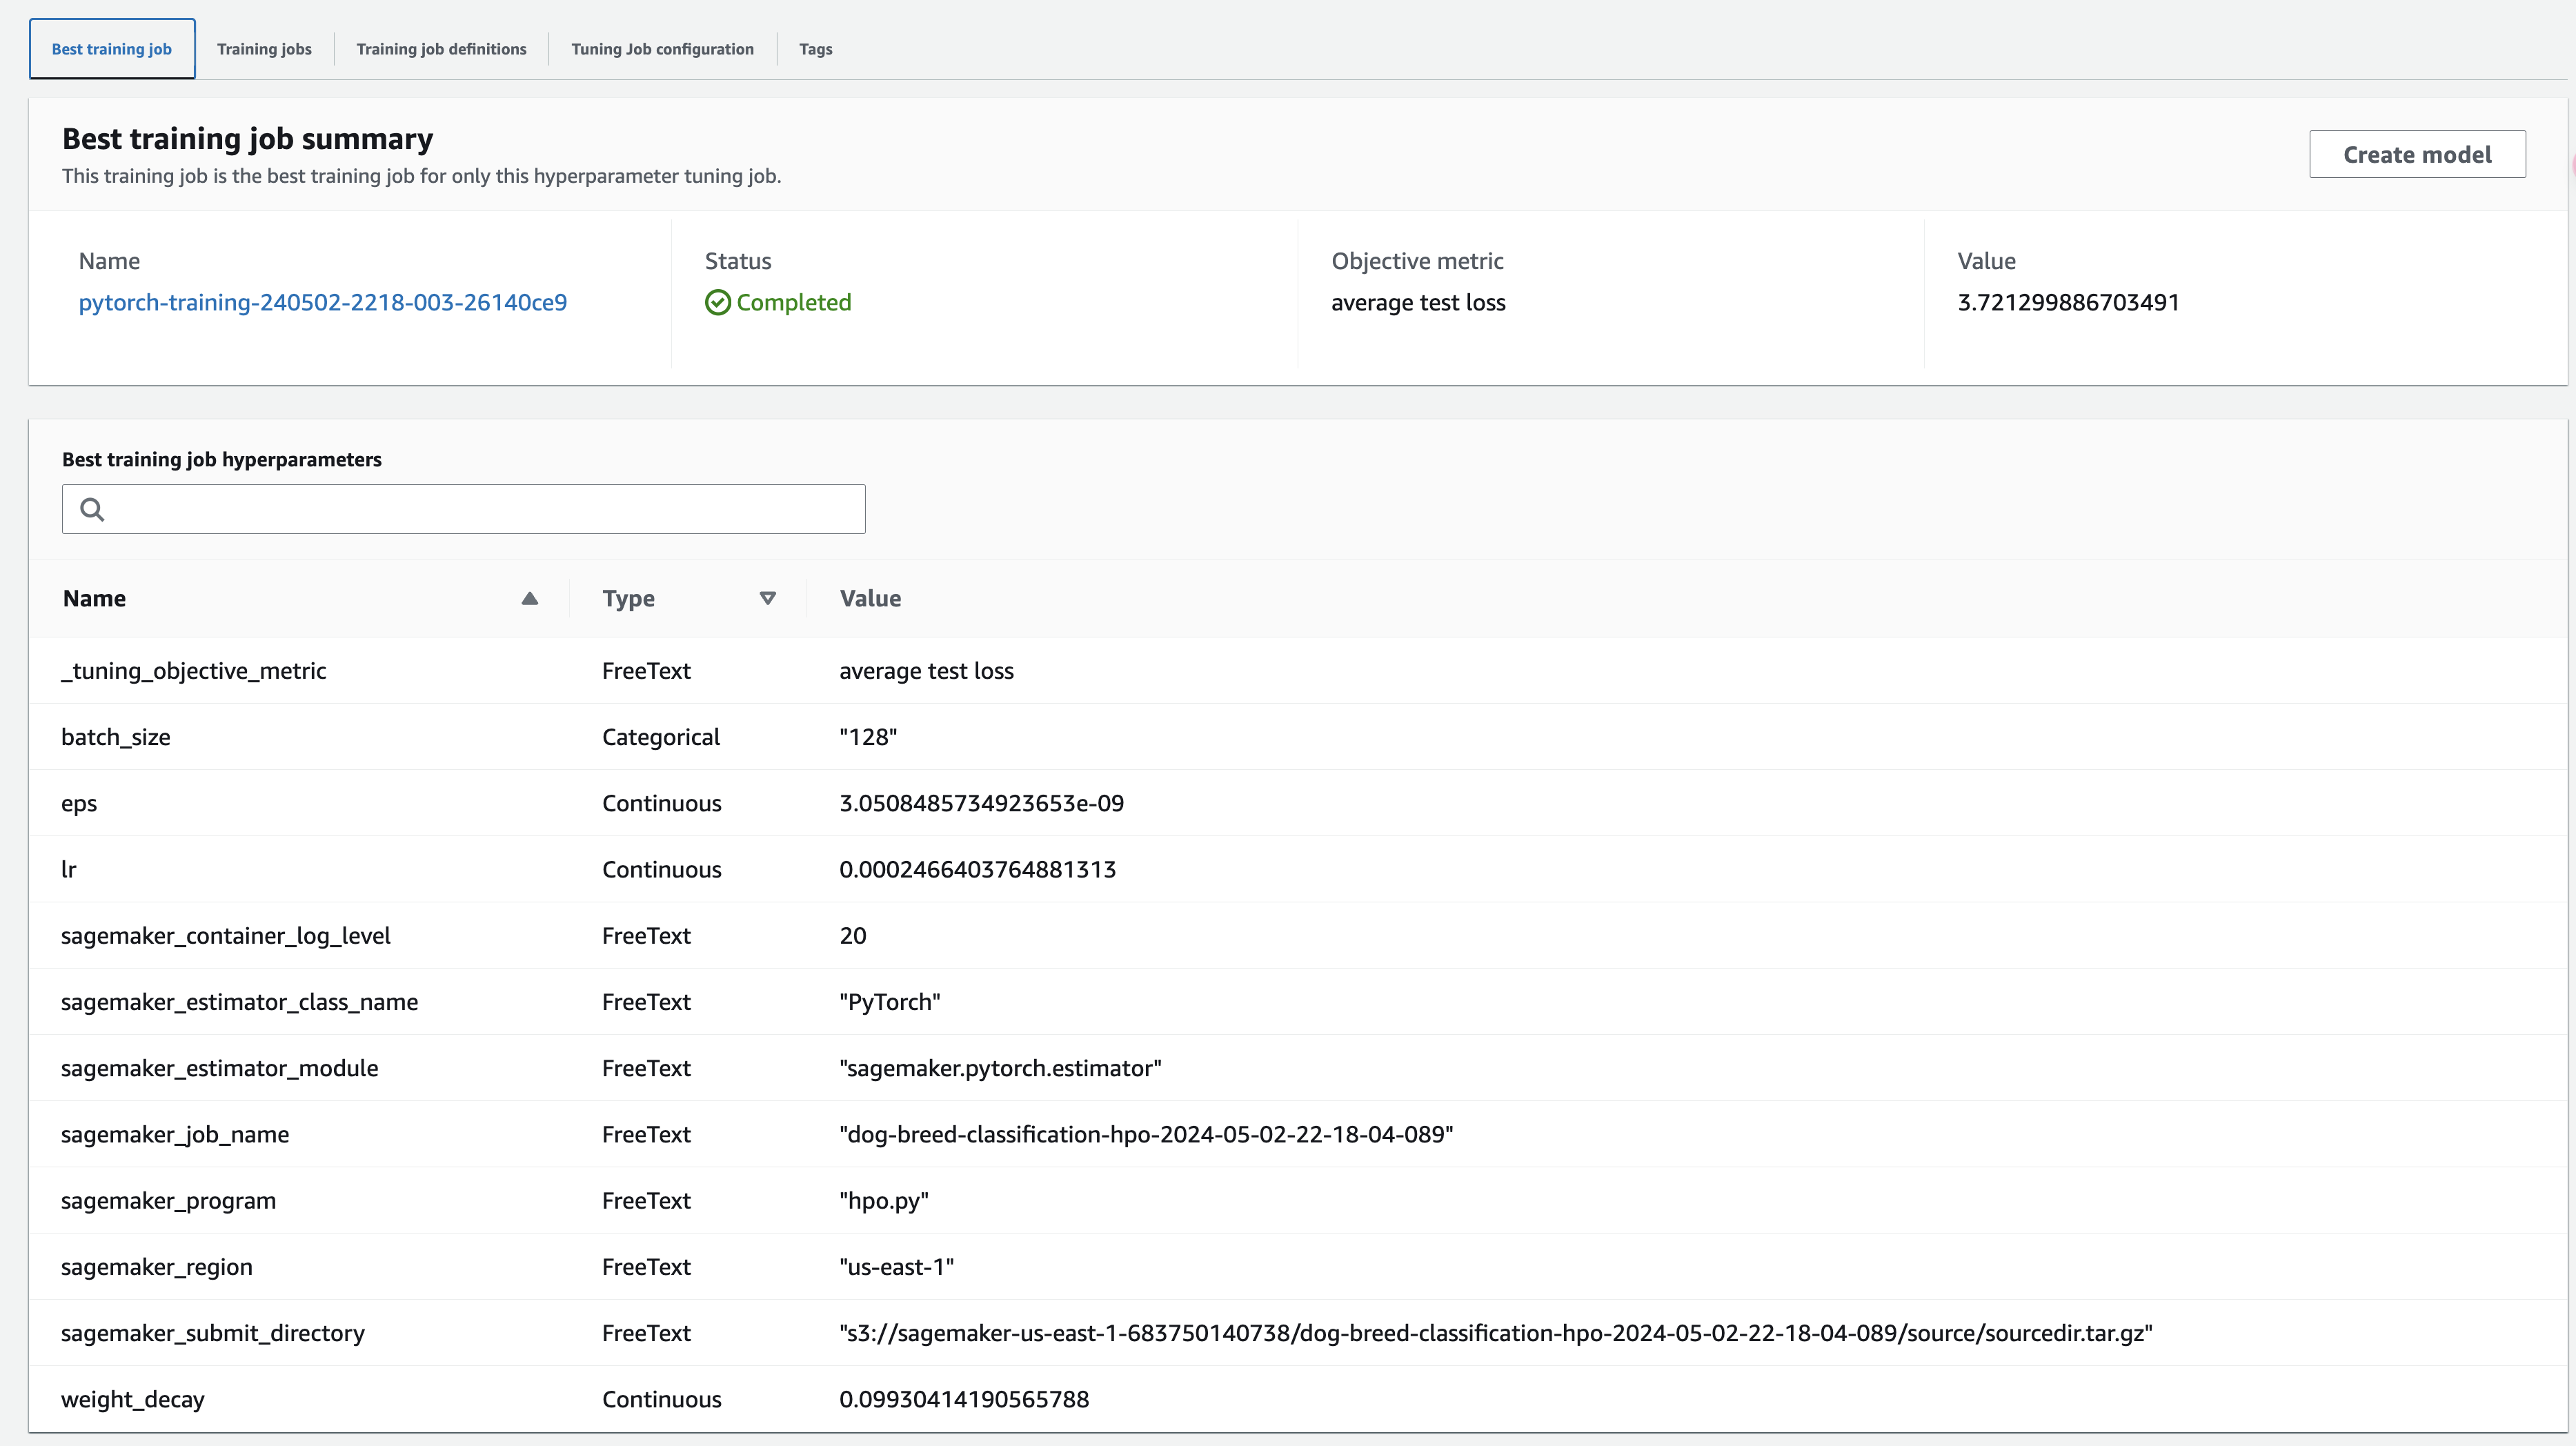 Best training job Training jobs Training job definitions Tuning Job configuration Tags
Best training job summary
Create model
This training job is the best training job for only this hyperparameter tuning job.
Name Status Objective metric Value
pytorch-training-240502-2218-003-26140ce9 Completed average test loss 3.721299886703491
Best training job hyperparameters
Name Type Value
_tuning_objective_metric FreeText average test loss
batch_size Categorical "128"
eps Continuous 3.0508485734923653e-09
lr Continuous 0.0002466403764881313
sagemaker_container_log_level FreeText 20
sagemaker_estimator_class_name FreeText "PyTorch"
sagemaker_estimator_module FreeText "sagemaker.pytorch.estimator"
sagemaker_job_name FreeText "dog-breed-classification-hpo-2024-05-02-22-18-04-089"
sagemaker_program FreeText "hpo.py"
sagemaker_region FreeText "us-east-1"
sagemaker_submit_directory FreeText "s3://sagemaker-us-east-1-683750140738/dog-breed-classification-hpo-2024-05-02-22-18-04-089/source/sourcedir.tar.gz"
weight_decay Continuous 0.09930414190565788